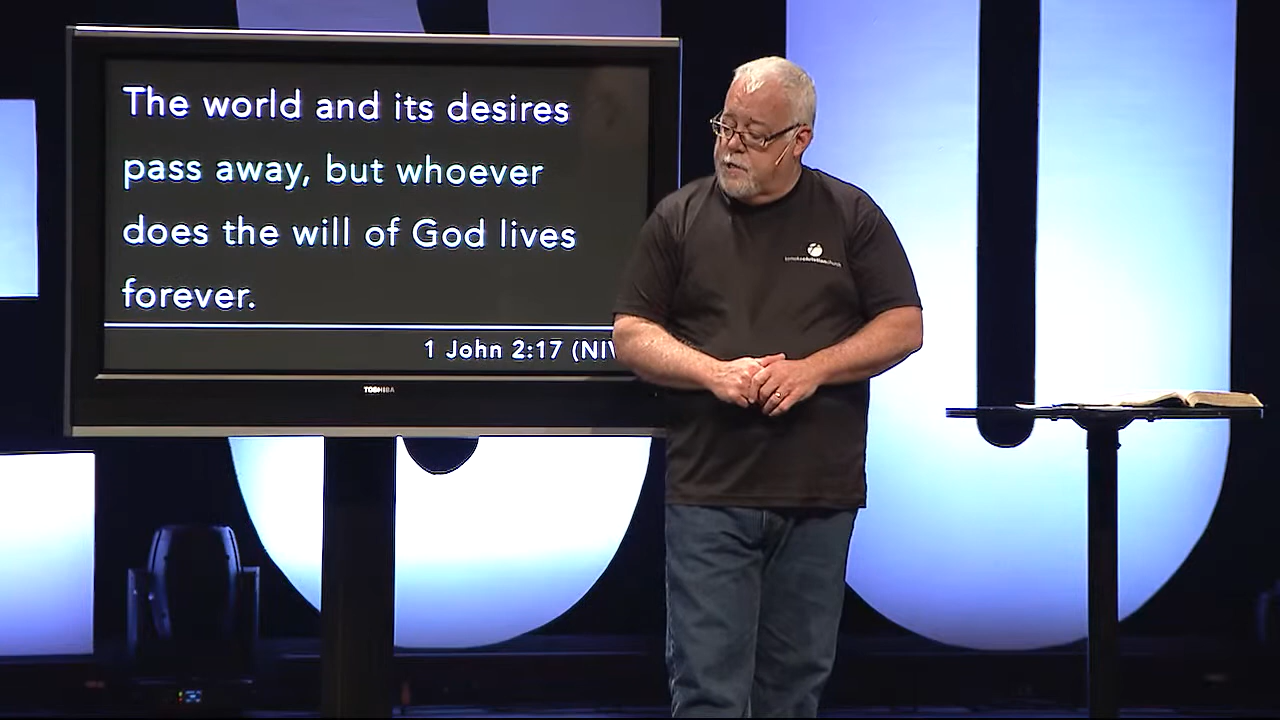 The world and its desires
pass away, but whoever
does the will of God lives
forever.
1 John 2:17 (NIV
TOSHIBA